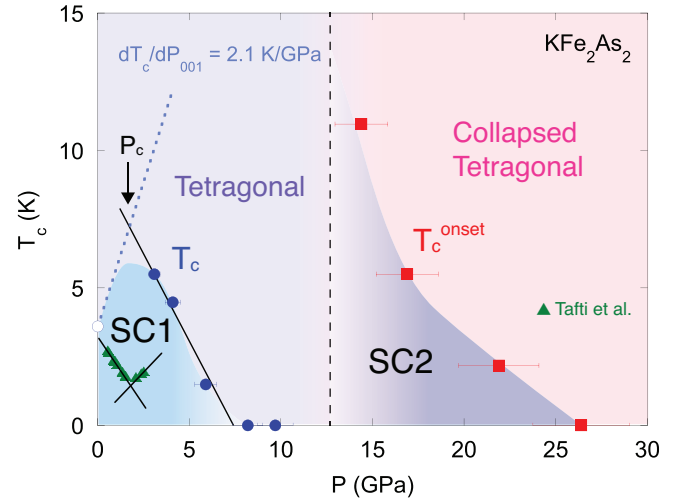 15
10
5
0
T_c (K)
0
5
10
15
20
25
30
P (GPa)
dT_c/dP_001 = 2.1 K/GPa
KFe_2As_2
P_c
Collapsed
Tetragonal
Tetragonal
T_c
T_c^onset
SC1
SC2
Tafti et al.